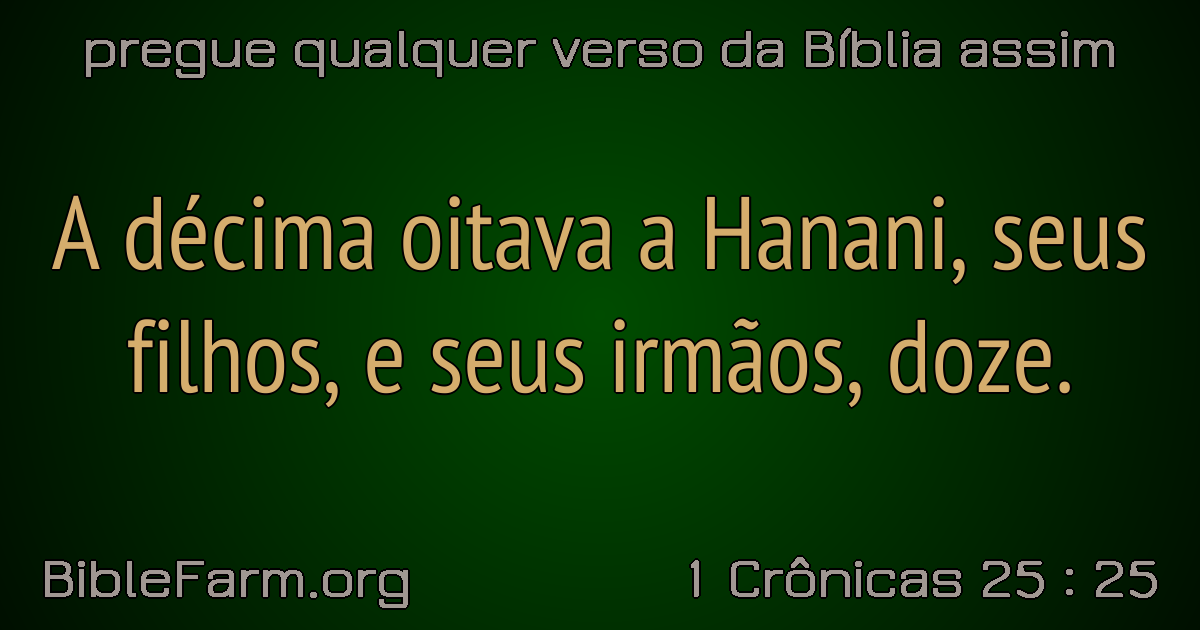 pregue qualquer verso da Bíblia assim
A décima oitava a Hanani, seus
filhos, e seus irmãos, doze.
BibleFarm.org
1 Crônicas 25 : 25